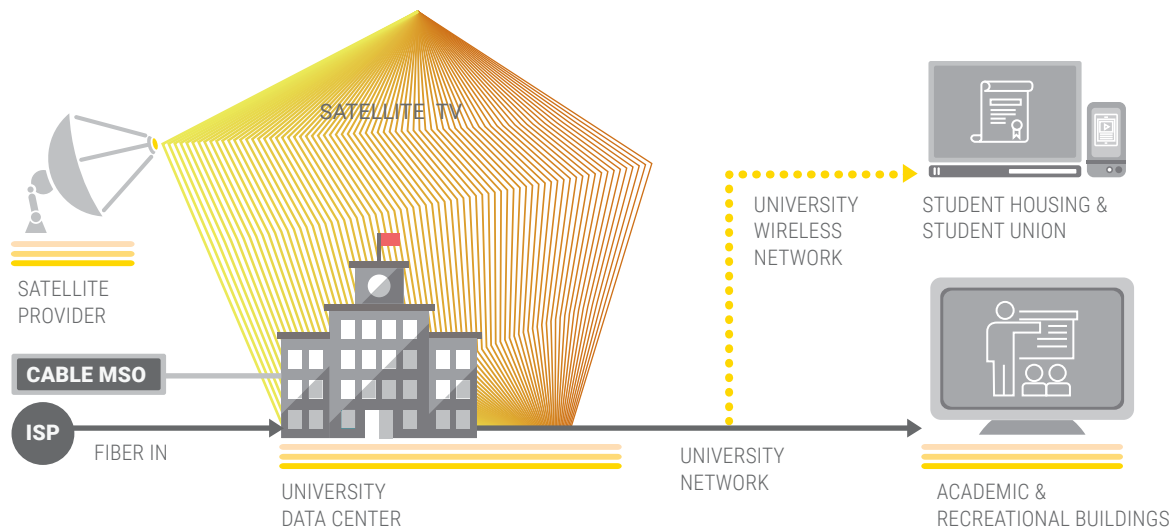 SATELLITE TV
SATELLITE
PROVIDER
CABLE MSO
ISP
FIBER IN
UNIVERSITY
DATA CENTER
UNIVERSITY
WIRELESS
NETWORK
UNIVERSITY
NETWORK
STUDENT HOUSING &
STUDENT UNION
ACADEMIC &
RECREATIONAL BUILDINGS